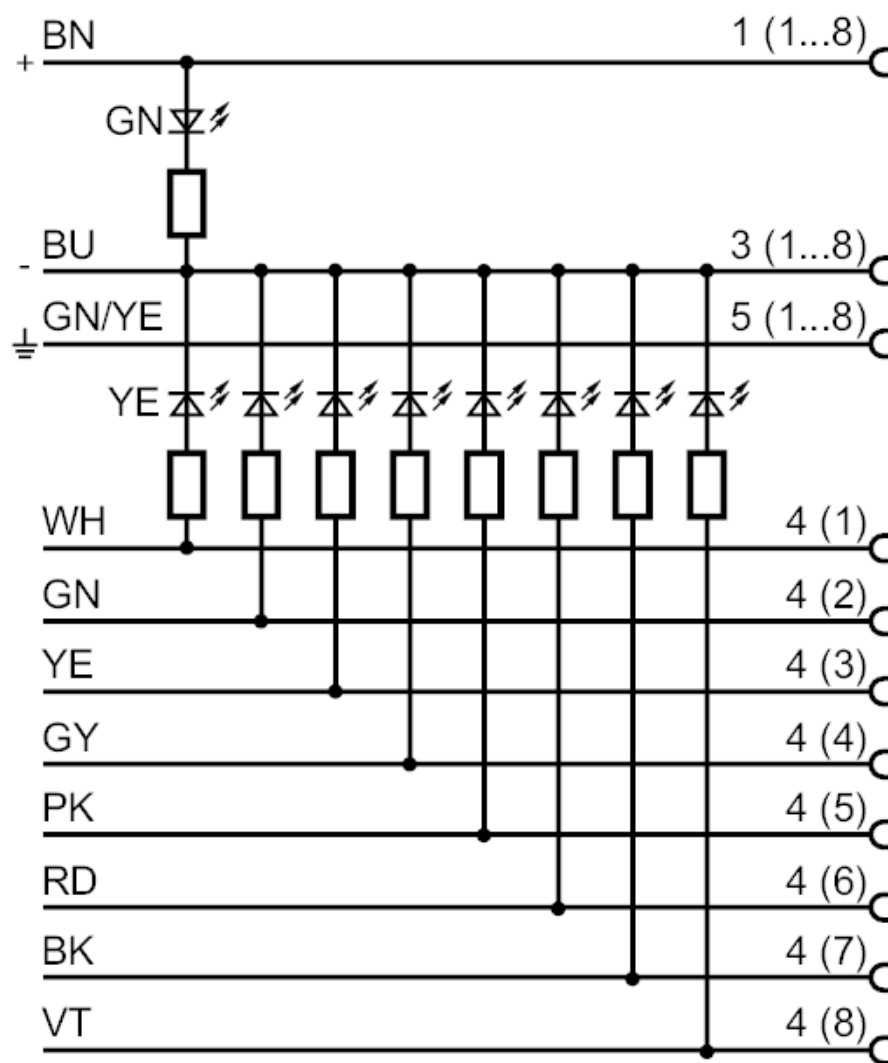 BN 1 (1...8)
+
GN
BU 3 (1...8)
-
GN/YE 5 (1...8)
YE
WH 4 (1)
GN 4 (2)
YE 4 (3)
GY 4 (4)
PK 4 (5)
RD 4 (6)
BK 4 (7)
VT 4 (8)